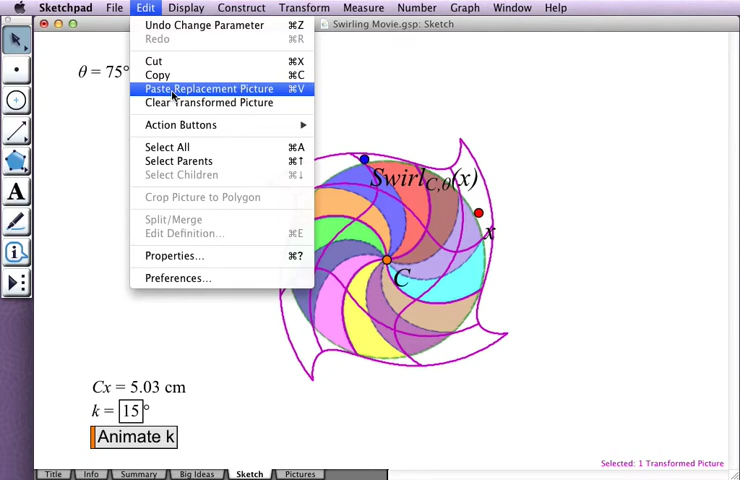 Sketchpad File Edit Display Construct Transform Measure Number Graph Window Help
Swirling Movie.gsp: Sketch
Undo Change Parameter ⌘Z
Redo ⌘R
Cut ⌘X
Copy ⌘C
Paste Replacement Picture ⌘V
Clear Transformed Picture
Action Buttons
Select All ⌘A
Select Parents ⌘↑
Select Children ⌘↓
Crop Picture to Polygon
Split/Merge
Edit Definition... ⌘E
Properties... ⌘?
Preferences...
θ = 75°
Swirl C,θ(x)
x
C
A
i
Cx = 5.03 cm
k = 15°
Animate k
Selected: 1 Transformed Picture
Title Info Summary Big Ideas Sketch Pictures